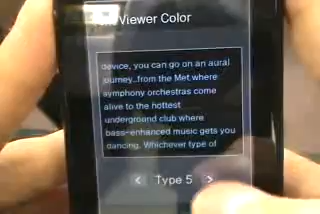 Viewer Color
device, you can go on an aural
journey..from the Met where
symphony orchestras come
alive to the hottest
underground club where
bass-enhanced music gets you
dancing. Whichever type of
< Type 5 >